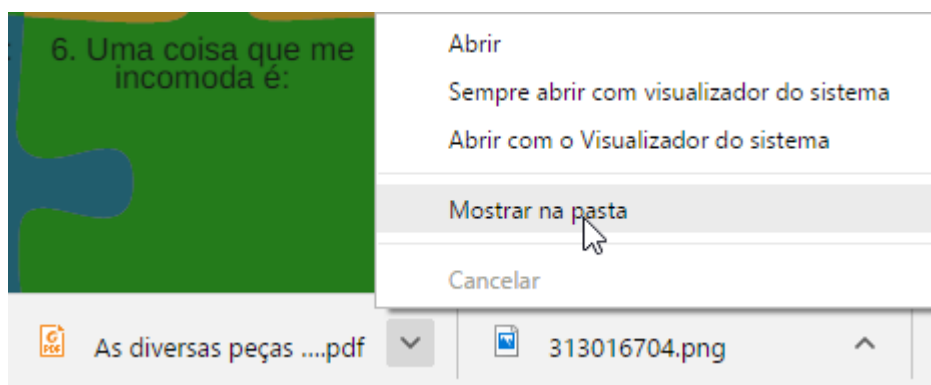 6. Uma coisa que me
incomoda é:
Abrir
Sempre abrir com visualizador do sistema
Abrir com o Visualizador do sistema
Mostrar na pasta
Cancelar
As diversas peças ....pdf
313016704.png